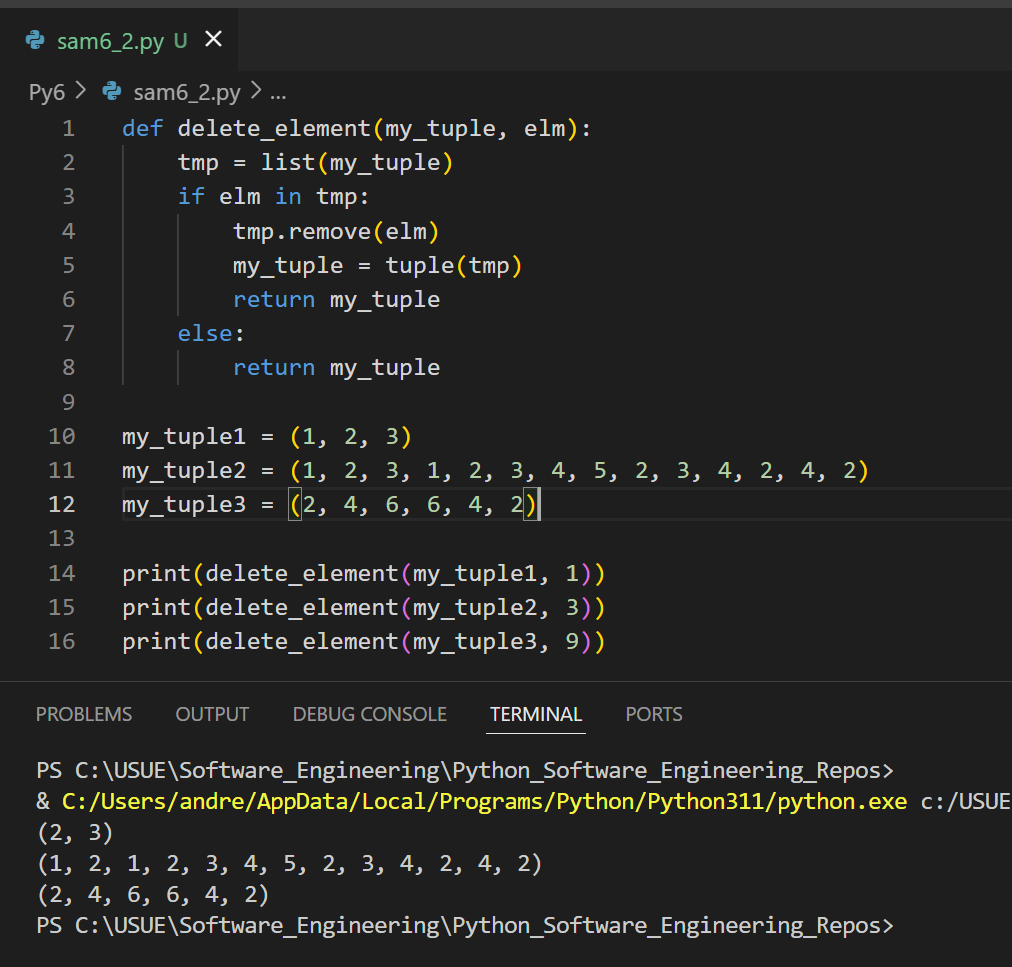 sam6_2.py U ×
Py6 > sam6_2.py > ...
1 def delete_element(my_tuple, elm):
2     tmp = list(my_tuple)
3     if elm in tmp:
4         tmp.remove(elm)
5         my_tuple = tuple(tmp)
6         return my_tuple
7     else:
8         return my_tuple
9
10 my_tuple1 = (1, 2, 3)
11 my_tuple2 = (1, 2, 3, 1, 2, 3, 4, 5, 2, 3, 4, 2, 4, 2)
12 my_tuple3 = (2, 4, 6, 6, 4, 2)
13
14 print(delete_element(my_tuple1, 1))
15 print(delete_element(my_tuple2, 3))
16 print(delete_element(my_tuple3, 9))
PROBLEMS OUTPUT DEBUG CONSOLE TERMINAL PORTS
PS C:\USUE\Software_Engineering\Python_Software_Engineering_Repos>
& C:/Users/andre/AppData/Local/Programs/Python/Python311/python.exe c:/USUE
(2, 3)
(1, 2, 1, 2, 3, 4, 5, 2, 3, 4, 2, 4, 2)
(2, 4, 6, 6, 4, 2)
PS C:\USUE\Software_Engineering\Python_Software_Engineering_Repos>